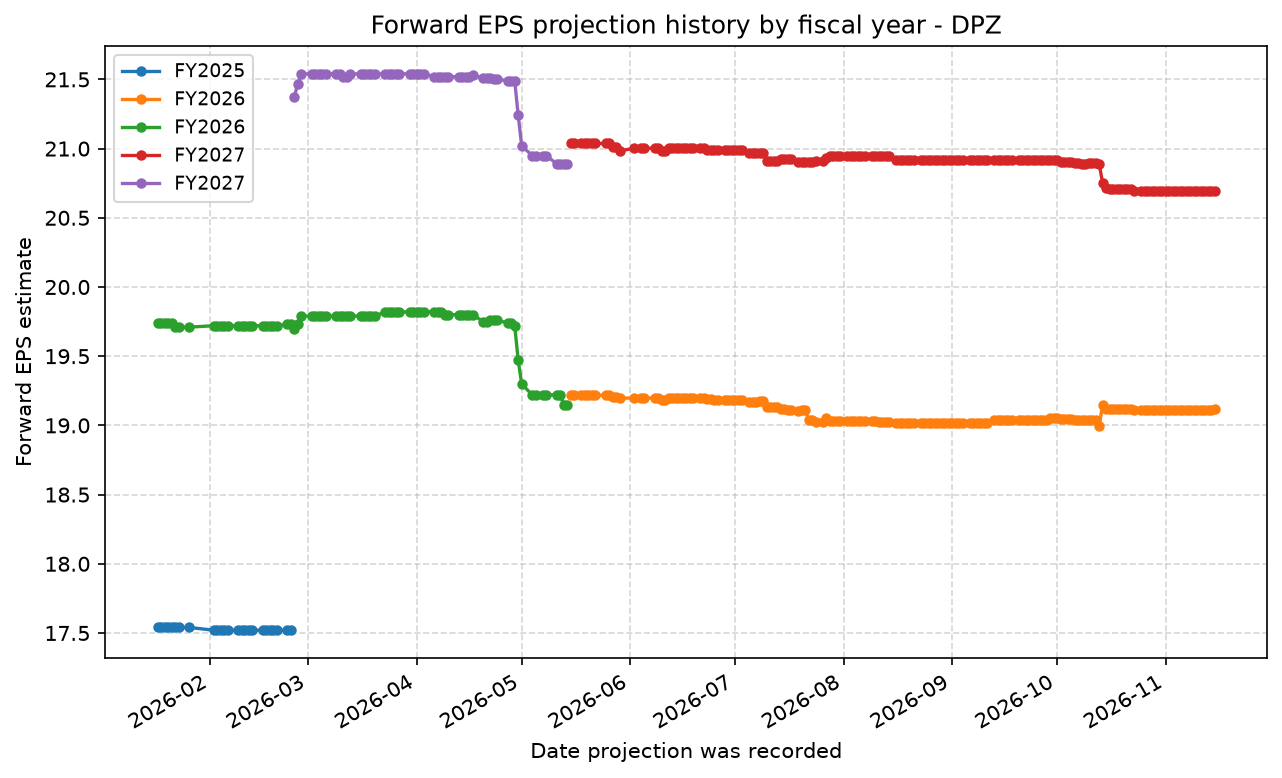 Forward EPS projection history by fiscal year - DPZ
FY2025
FY2026
FY2026
FY2027
FY2027
Forward EPS estimate
21.5
21.0
20.5
20.0
19.5
19.0
18.5
18.0
17.5
2026-02
2026-03
2026-04
2026-05
2026-06
2026-07
2026-08
2026-09
2026-10
2026-11
Date projection was recorded